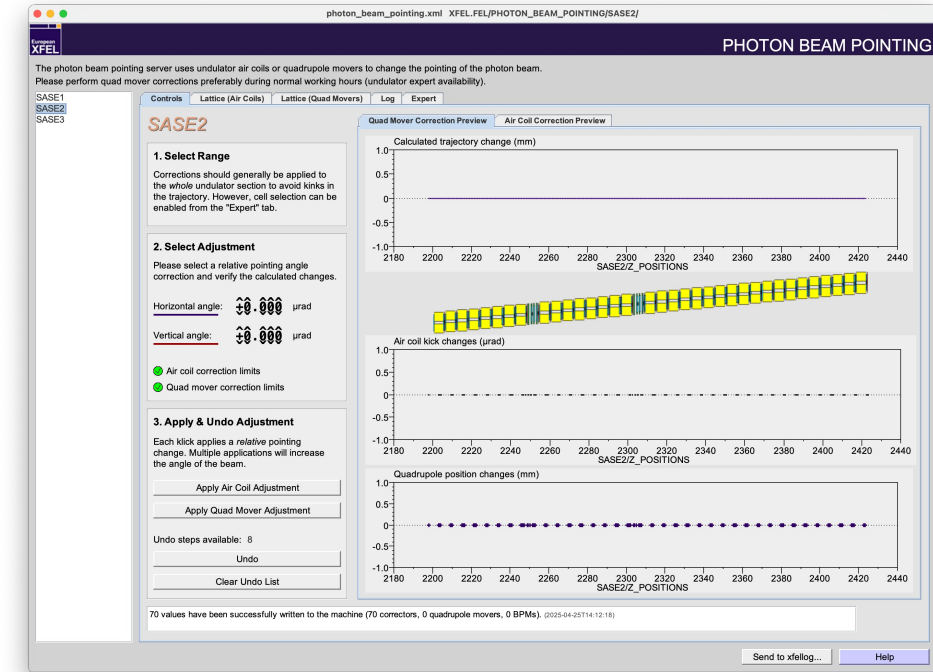 photon_beam_pointing.xml XFEL.FEL/PHOTON_BEAM_POINTING/SASE2/
European
XFEL
PHOTON BEAM POINTING
The photon beam pointing server uses undulator air coils or quadrupole movers to change the pointing of the photon beam.
Please perform quad mover corrections preferably during normal working hours (undulator expert availability).
SASE1
SASE2
SASE3
Controls Lattice (Air Coils) Lattice (Quad Movers) Log Expert
SASE2
1. Select Range
Corrections should generally be applied to
the whole undulator section to avoid kinks in
the trajectory. However, cell selection can be
enabled from the "Expert" tab.
2. Select Adjustment
Please select a relative pointing angle
correction and verify the calculated changes.
Horizontal angle: +0.000 µrad
Vertical angle: +0.000 µrad
Air coil correction limits
Quad mover correction limits
3. Apply & Undo Adjustment
Each klick applies a relative pointing
change. Multiple applications will increase
the angle of the beam.
Apply Air Coil Adjustment
Apply Quad Mover Adjustment
Undo steps available: 8
Undo
Clear Undo List
Quad Mover Correction Preview Air Coil Correction Preview
Calculated trajectory change (mm)
1.0
0.5
0
-0.5
-1.0
2180 2200 2220 2240 2260 2280 2300 2320 2340 2360 2380 2400 2420 2440
SASE2/Z_POSITIONS
Air coil kick changes (µrad)
1.0
0.5
0
-0.5
-1.0
2180 2200 2220 2240 2260 2280 2300 2320 2340 2360 2380 2400 2420 2440
SASE2/Z_POSITIONS
Quadrupole position changes (mm)
1.0
0.5
0
-0.5
-1.0
2180 2200 2220 2240 2260 2280 2300 2320 2340 2360 2380 2400 2420 2440
SASE2/Z_POSITIONS
70 values have been successfully written to the machine (70 correctors, 0 quadrupole movers, 0 BPMs). (2025-04-25T14:12:18)
Send to xfellog... Help